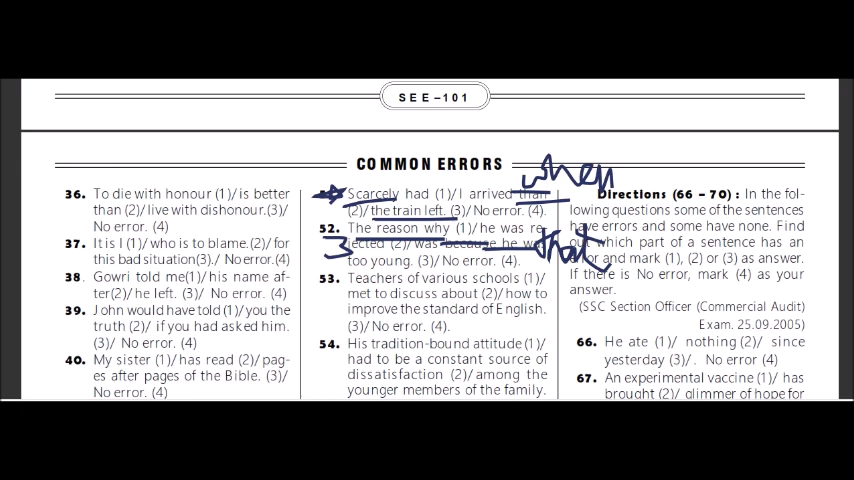 SEE-101
COMMON ERRORS
36. To die with honour (1)/ is better
than (2)/ live with dishonour.(3)/
No error. (4)
37. It is I (1)/ who is to blame.(2)/ for
this bad situation(3)./ No error.(4)
38. Gowri told me(1)/ his name af-
ter(2)/ he left. (3)/ No error. (4)
39. John would have told (1)/ you the
truth (2)/ if you had asked him.
(3)/ No error. (4)
40. My sister (1)/ has read (2)/ pag-
es after pages of the Bible. (3)/
No error. (4)
Scarcely had (1)/ I arrived than
(2)/ the train left. (3)/ No error. (4).
when
52. The reason why (1)/ he was re-
3 jected (2)/ was because he was
that
too young. (3)/ No error. (4).
53. Teachers of various schools (1)/
met to discuss about (2)/ how to
improve the standard of English.
(3)/ No error. (4).
54. His tradition-bound attitude (1)/
had to be a constant source of
dissatisfaction (2)/ among the
younger members of the family.
Directions (66 - 70) : In the fol-
lowing questions some of the sentences
have errors and some have none. Find
out which part of a sentence has an
error and mark (1), (2) or (3) as answer.
If there is No error, mark (4) as your
answer.
(SSC Section Officer (Commercial Audit)
Exam. 25.09.2005)
66. He ate (1)/ nothing (2)/ since
yesterday (3)/. No error (4)
67. An experimental vaccine (1)/ has
brought (2)/ glimmer of hope for